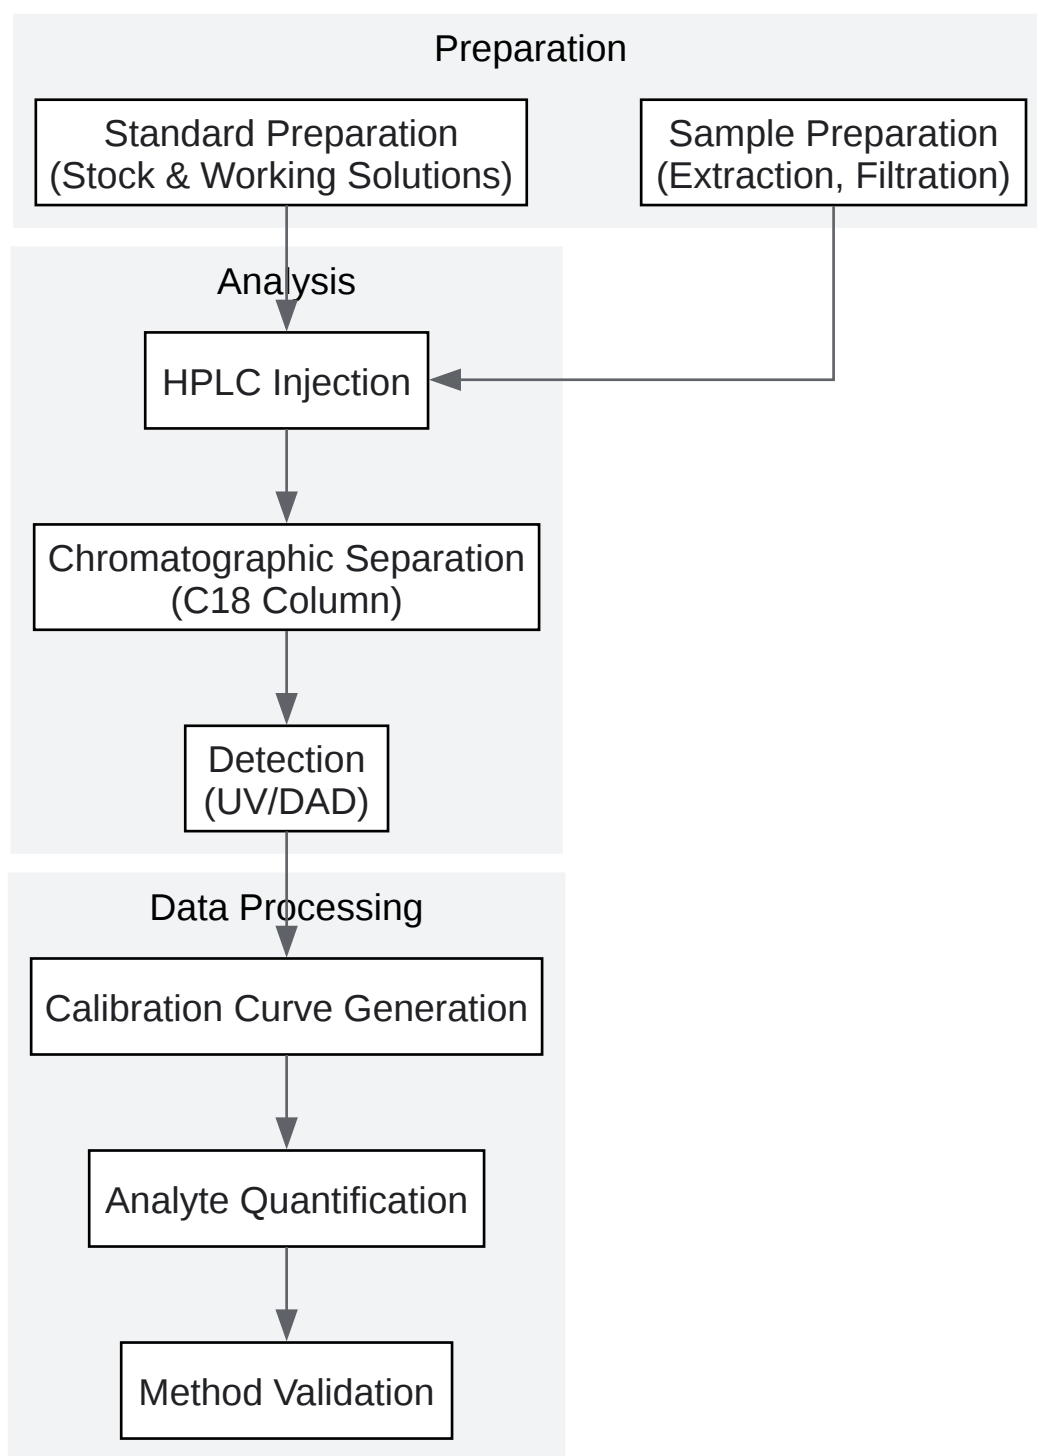 Preparation
Standard Preparation
(Stock & Working Solutions)
Sample Preparation
(Extraction, Filtration)
Analysis
HPLC Injection
Chromatographic Separation
(C18 Column)
Detection
(UV/DAD)
Data Processing
Calibration Curve Generation
Analyte Quantification
Method Validation